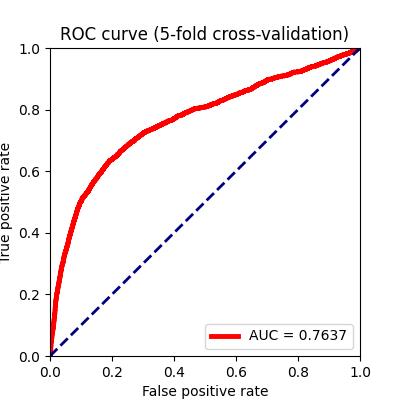 ROC curve (5-fold cross-validation)
1.0
0.8
0.6
0.4
0.2
0.0
True positive rate
AUC = 0.7637
0.0 0.2 0.4 0.6 0.8 1.0
False positive rate